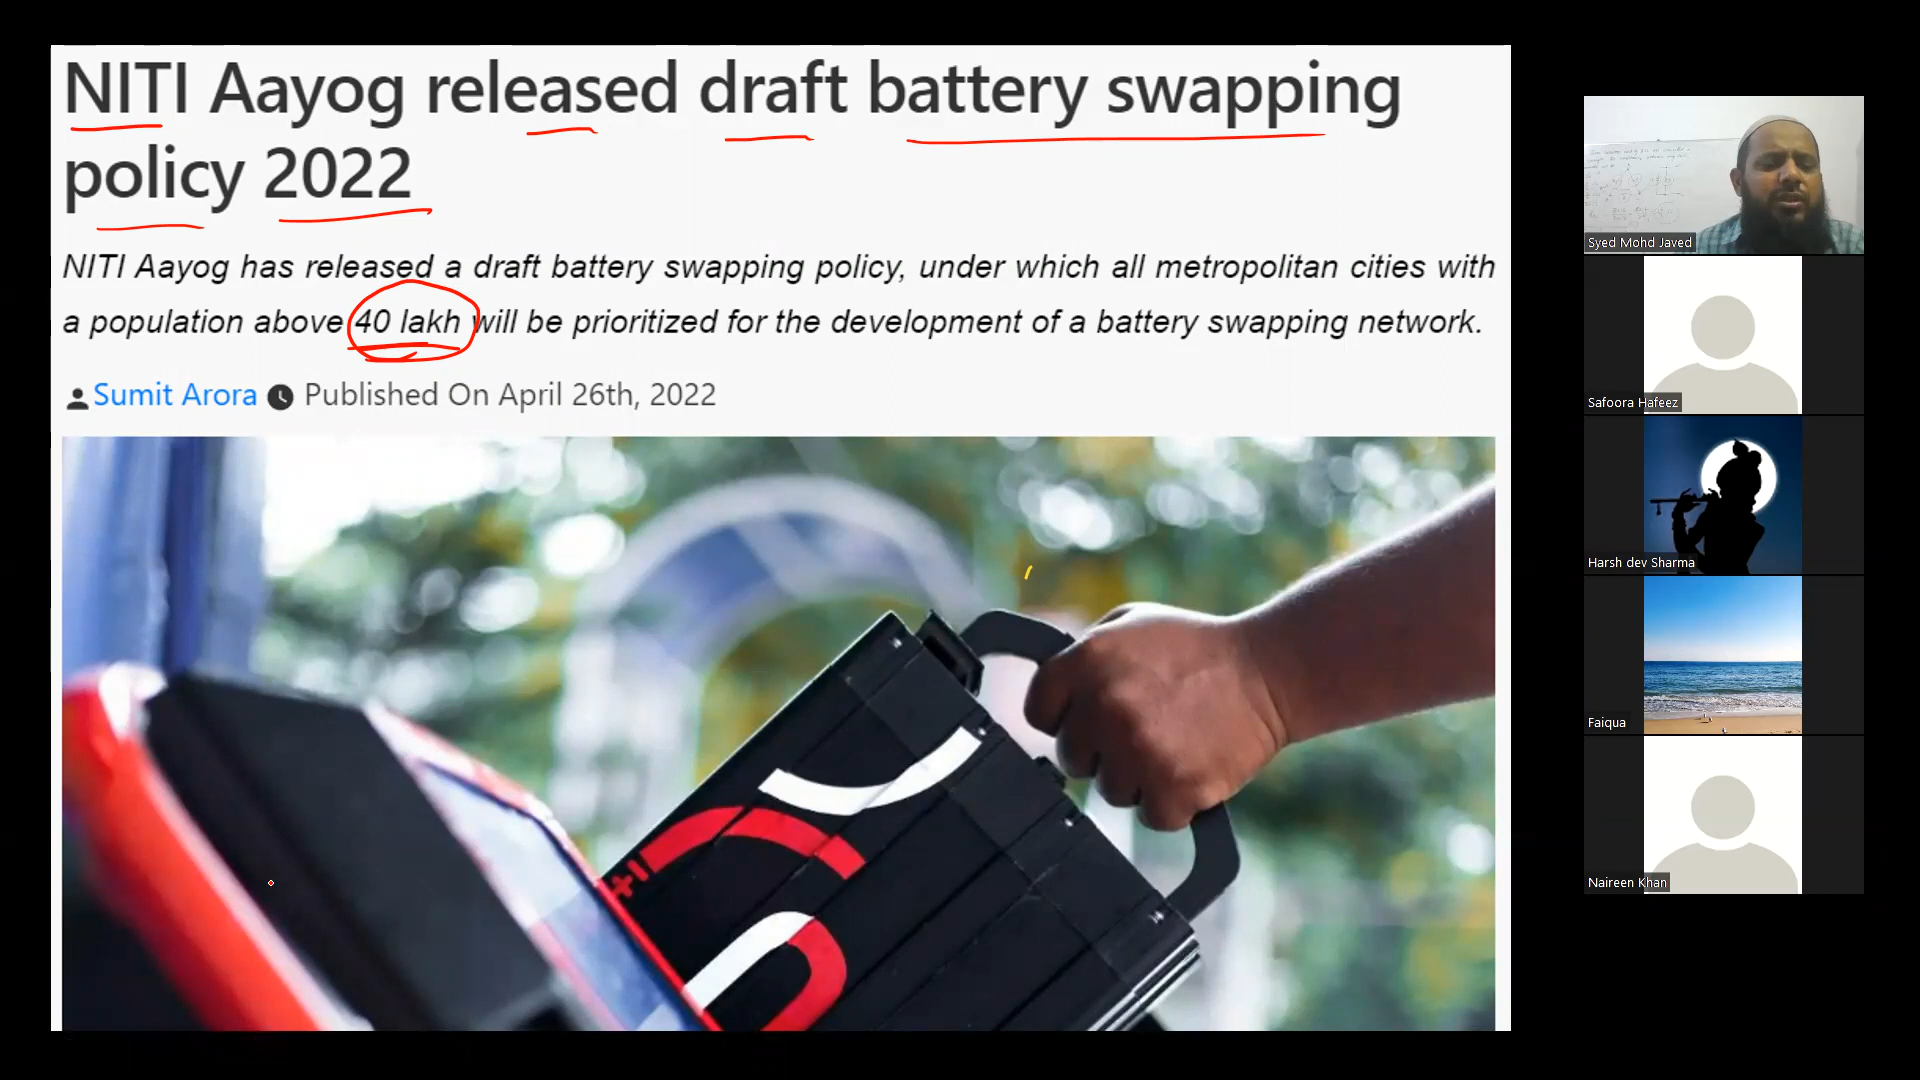 NITI Aayog released draft battery swapping
policy 2022
NITI Aayog has released a draft battery swapping policy, under which all metropolitan cities with
a population above 40 lakh will be prioritized for the development of a battery swapping network.
Sumit Arora Published On April 26th, 2022
Syed Mohd Javed
Safoora Hafeez
Harsh dev Sharma
Faiqua
Naireen Khan